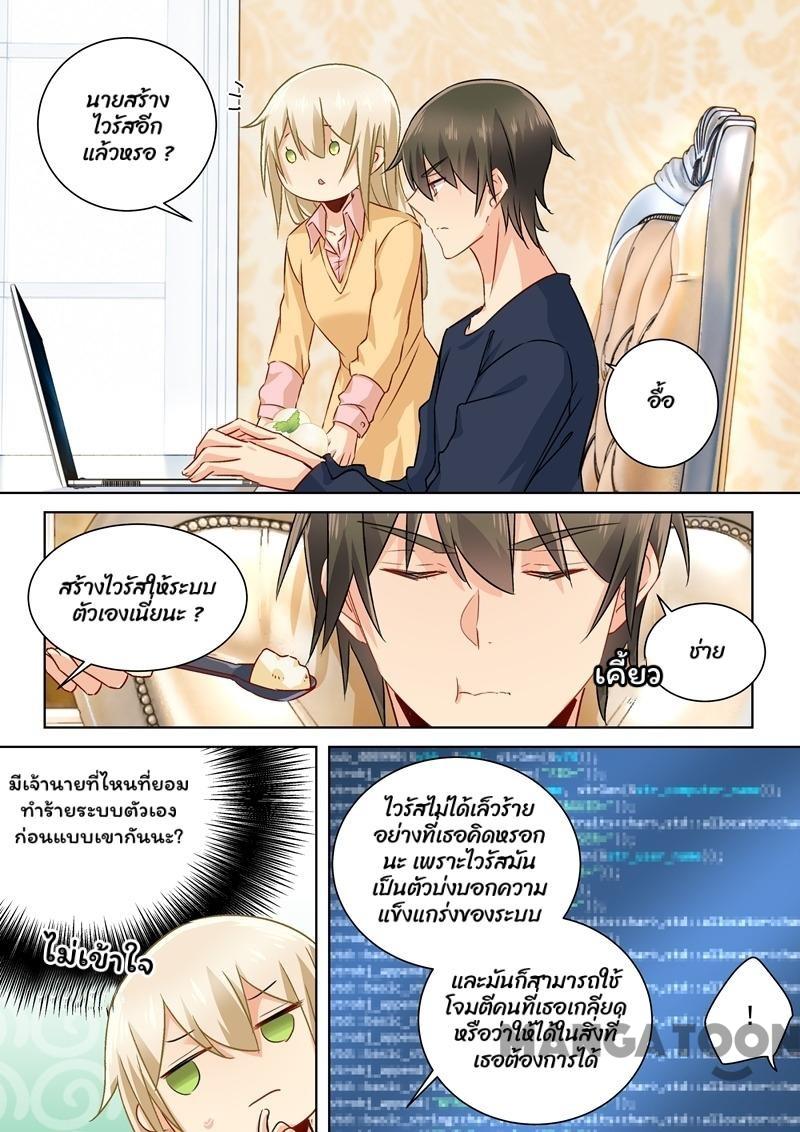 นายสร้าง
ไวรัสอีก
แล้วหรอ ?
อื้อ
สร้างไวรัสให้ระบบ
ตัวเองเนี่ยนะ ?
ช่าย
เคี้ยว
มีเจ้านายที่ไหนที่ยอม
ทำร้ายระบบตัวเอง
ก่อนแบบเขากันนะ?
ไม่เข้าใจ
ไวรัสไม่ได้เล็วร้าย
อย่างที่เธอคิดหรอก
นะ เพราะไวรัสมัน
เป็นตัวบ่งบอกความ
แข็งแกร่งของระบบ
และมันก็สามารถใช้
โจมตีคนที่เธอเกลียด
หรือว่าให้ได้ในสิ่งที่
เธอต้องการได้
!
MANGATOON